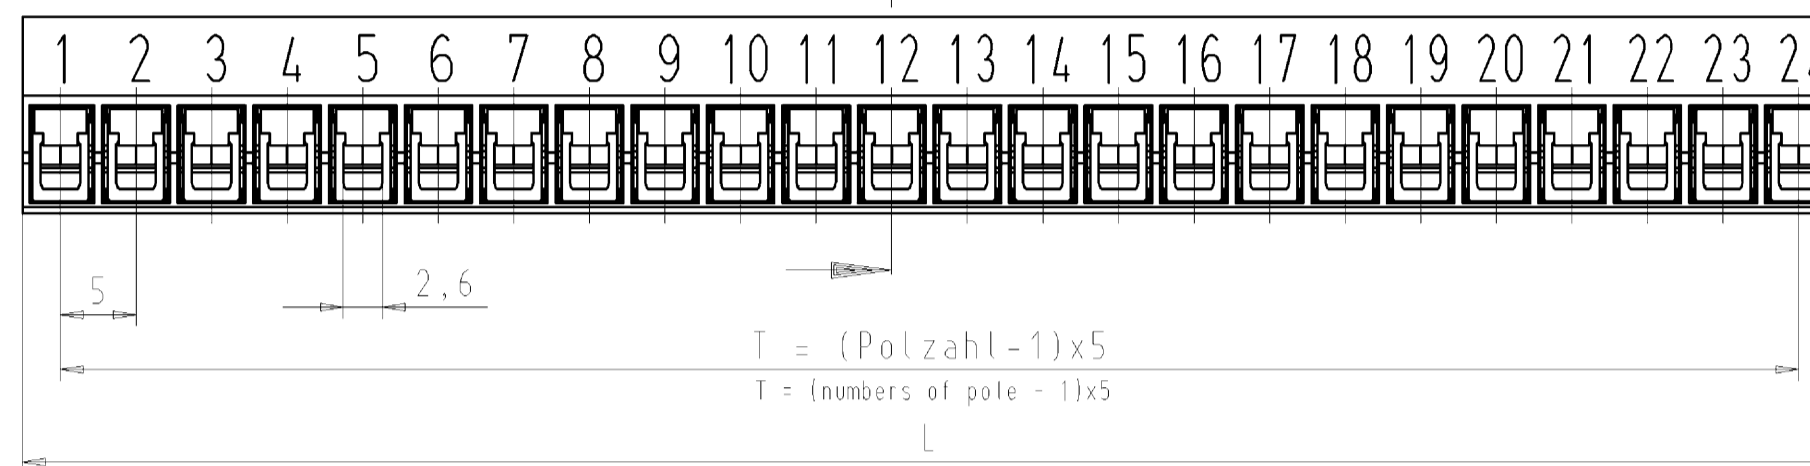 1 2 3 4 5 6 7 8 9 10 11 12 13 14 15 16 17 18 19 20 21 22 23
5
2,6
T = (Polzahl-1)x5
T = (numbers of pole - 1)x5
L